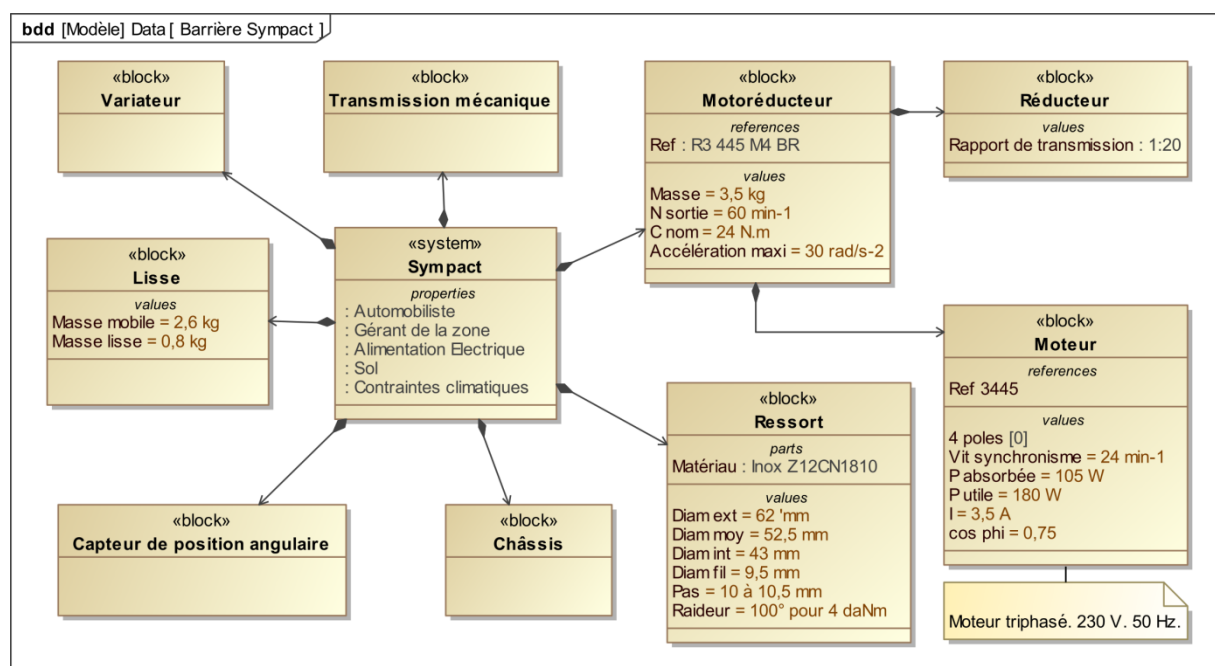 bdd [Modèle] Data [ Barrière Sympact ]
«block»
Variateur
«block»
Transmission mécanique
«block»
Motoréducteur
references
Ref : R3 445 M4 BR
values
Masse = 3,5 kg
N sortie = 60 min-1
C nom = 24 N.m
Accélération maxi = 30 rad/s-2
«block»
Réducteur
values
Rapport de transmission : 1:20
«block»
Lisse
values
Masse mobile = 2,6 kg
Masse lisse = 0,8 kg
«system»
Sympact
properties
: Automobiliste
: Gérant de la zone
: Alimentation Electrique
: Sol
: Contraintes climatiques
«block»
Moteur
references
Ref 3445
values
4 poles [0]
Vit synchronisme = 24 min-1
P absorbée = 105 W
P utile = 180 W
I = 3,5 A
cos phi = 0,75
«block»
Ressort
parts
Matériau : Inox Z12CN1810
values
Diam ext = 62 'mm
Diam moy = 52,5 mm
Diam int = 43 mm
Diam fil = 9,5 mm
Pas = 10 à 10,5 mm
Raideur = 100° pour 4 daNm
«block»
Capteur de position angulaire
«block»
Châssis
Moteur triphasé. 230 V. 50 Hz.